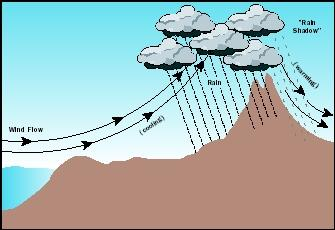 "Rain
Shadow"
Rain
(warming)
Wind Flow
(cooling)